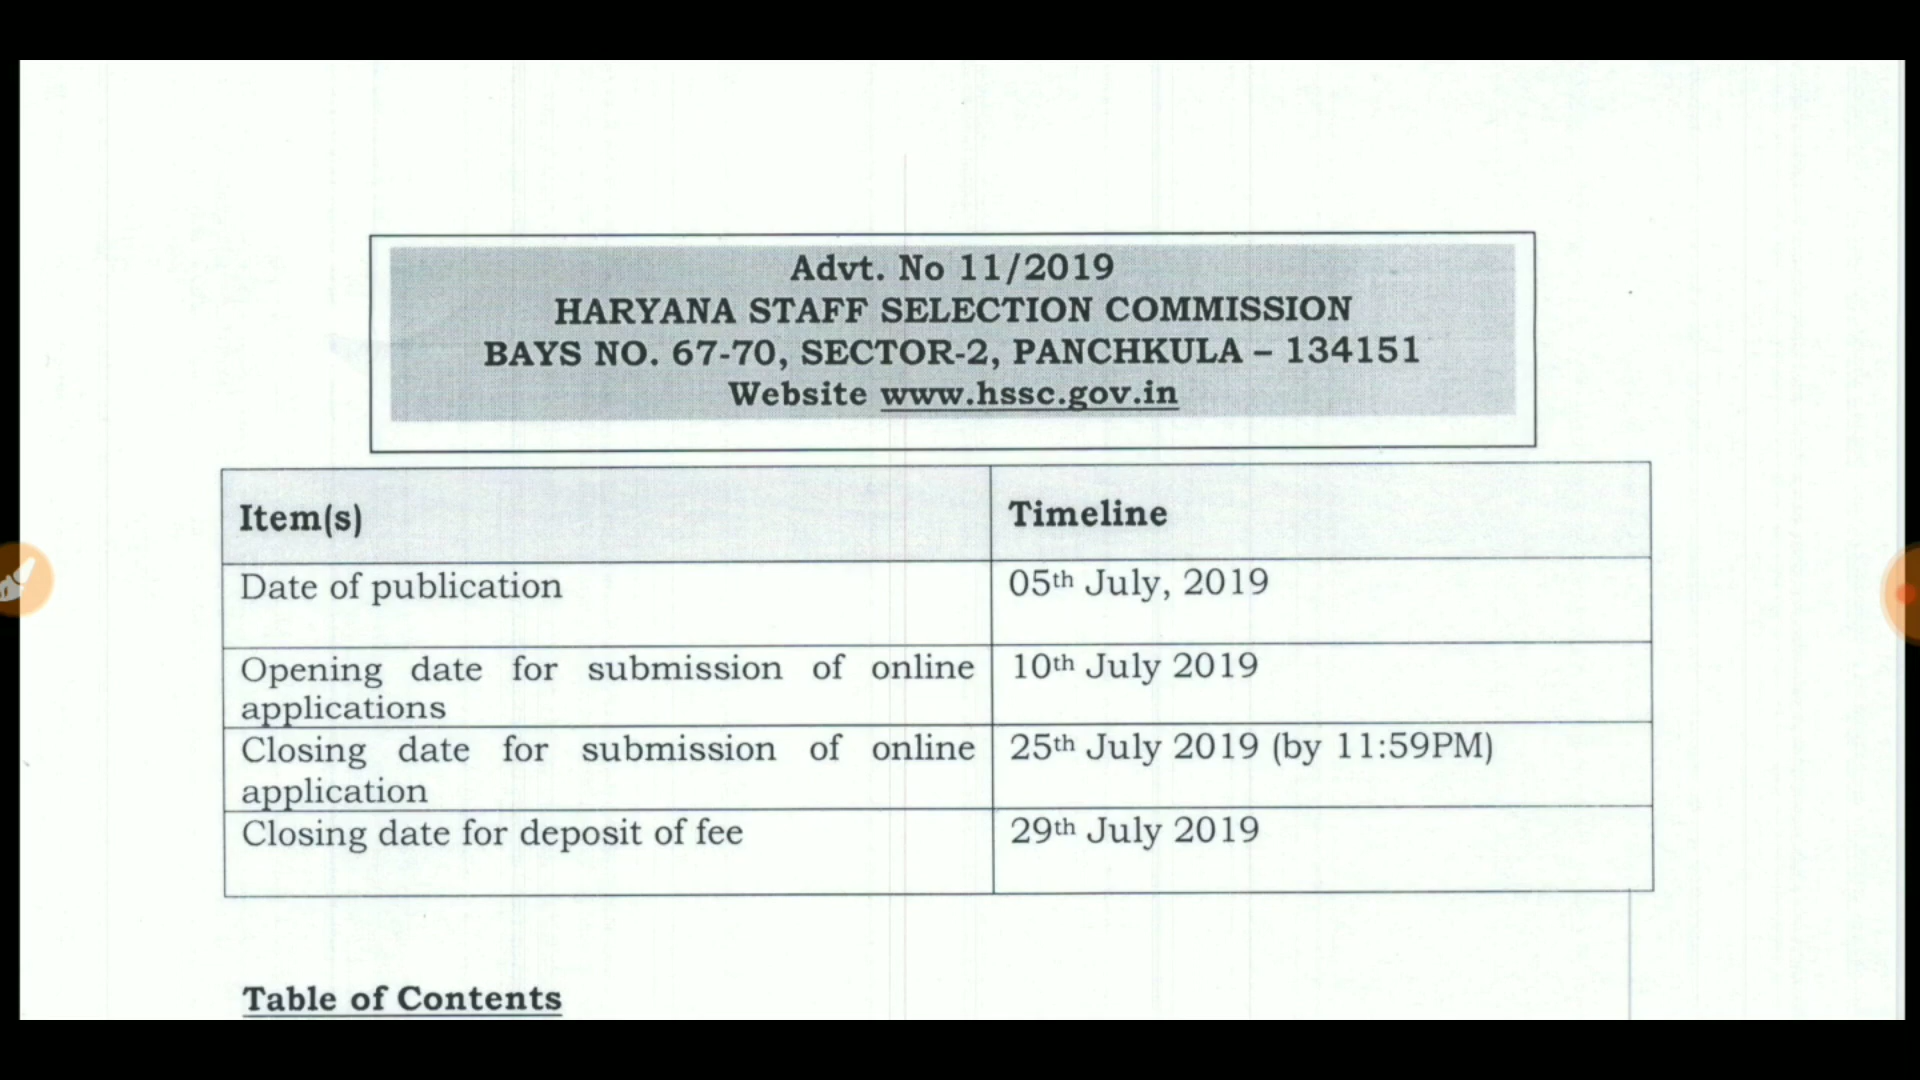 Advt. No 11/2019
HARYANA STAFF SELECTION COMMISSION
BAYS NO. 67-70, SECTOR-2, PANCHKULA – 134151
Website www.hssc.gov.in
Item(s) Timeline
Date of publication 05th July, 2019
Opening date for submission of online 10th July 2019
applications
Closing date for submission of online 25th July 2019 (by 11:59PM)
application
Closing date for deposit of fee 29th July 2019
Table of Contents